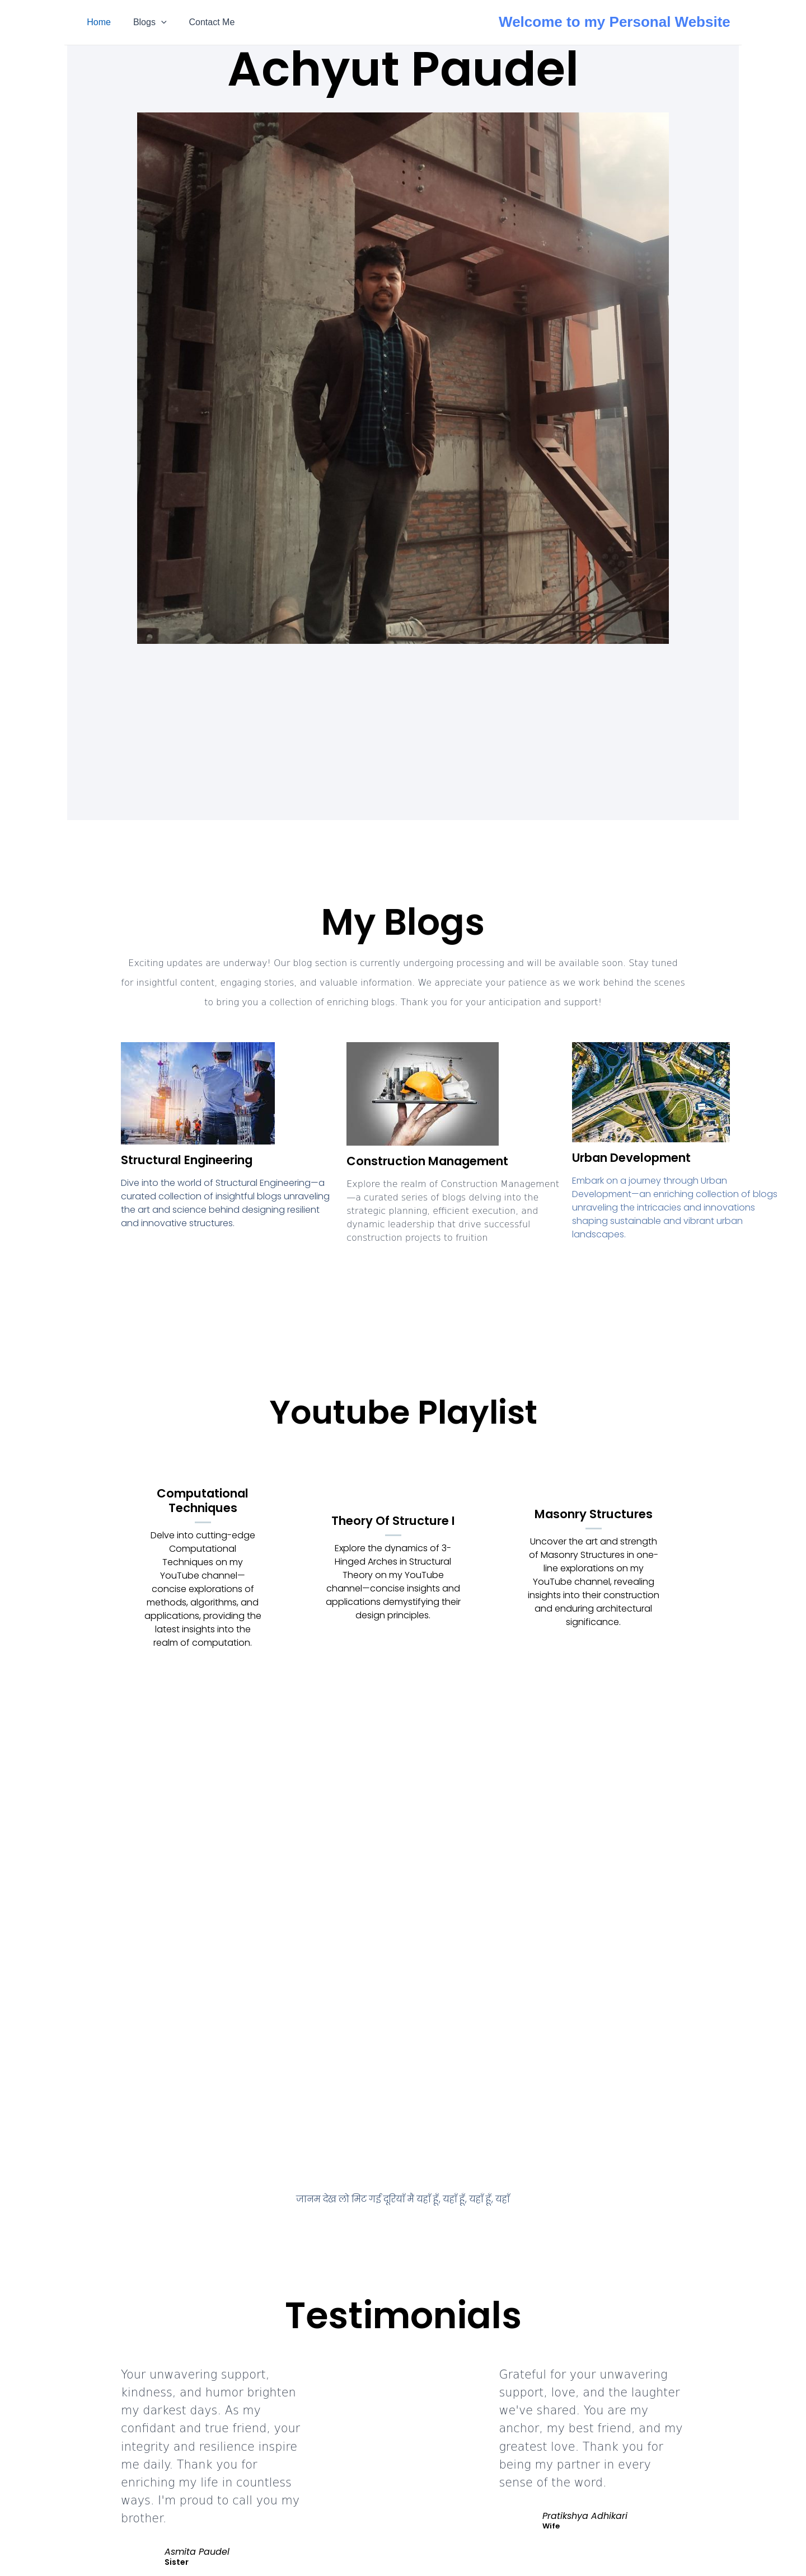 Home Blogs Contact Me Welcome to my Personal Website
Achyut Paudel
My Blogs
Exciting updates are underway! Our blog section is currently undergoing processing and will be available soon. Stay tuned
for insightful content, engaging stories, and valuable information. We appreciate your patience as we work behind the scenes
to bring you a collection of enriching blogs. Thank you for your anticipation and support!
Structural Engineering
Dive into the world of Structural Engineering—a
curated collection of insightful blogs unraveling
the art and science behind designing resilient
and innovative structures.
Construction Management
Explore the realm of Construction Management
—a curated series of blogs delving into the
strategic planning, efficient execution, and
dynamic leadership that drive successful
construction projects to fruition
Urban Development
Embark on a journey through Urban
Development—an enriching collection of blogs
unraveling the intricacies and innovations
shaping sustainable and vibrant urban
landscapes.
Youtube Playlist
Computational
Techniques
Delve into cutting-edge
Computational
Techniques on my
YouTube channel—
concise explorations of
methods, algorithms, and
applications, providing the
latest insights into the
realm of computation.
Theory Of Structure I
Explore the dynamics of 3-
Hinged Arches in Structural
Theory on my YouTube
channel—concise insights and
applications demystifying their
design principles.
Masonry Structures
Uncover the art and strength
of Masonry Structures in one-
line explorations on my
YouTube channel, revealing
insights into their construction
and enduring architectural
significance.
जानम देख लो मिट गई दूरियाँ मैं यहाँ हूँ, यहाँ हूँ, यहाँ हूँ, यहाँ
Testimonials
Your unwavering support,
kindness, and humor brighten
my darkest days. As my
confidant and true friend, your
integrity and resilience inspire
me daily. Thank you for
enriching my life in countless
ways. I'm proud to call you my
brother.
Asmita Paudel
Sister
Grateful for your unwavering
support, love, and the laughter
we've shared. You are my
anchor, my best friend, and my
greatest love. Thank you for
being my partner in every
sense of the word.
Pratikshya Adhikari
Wife